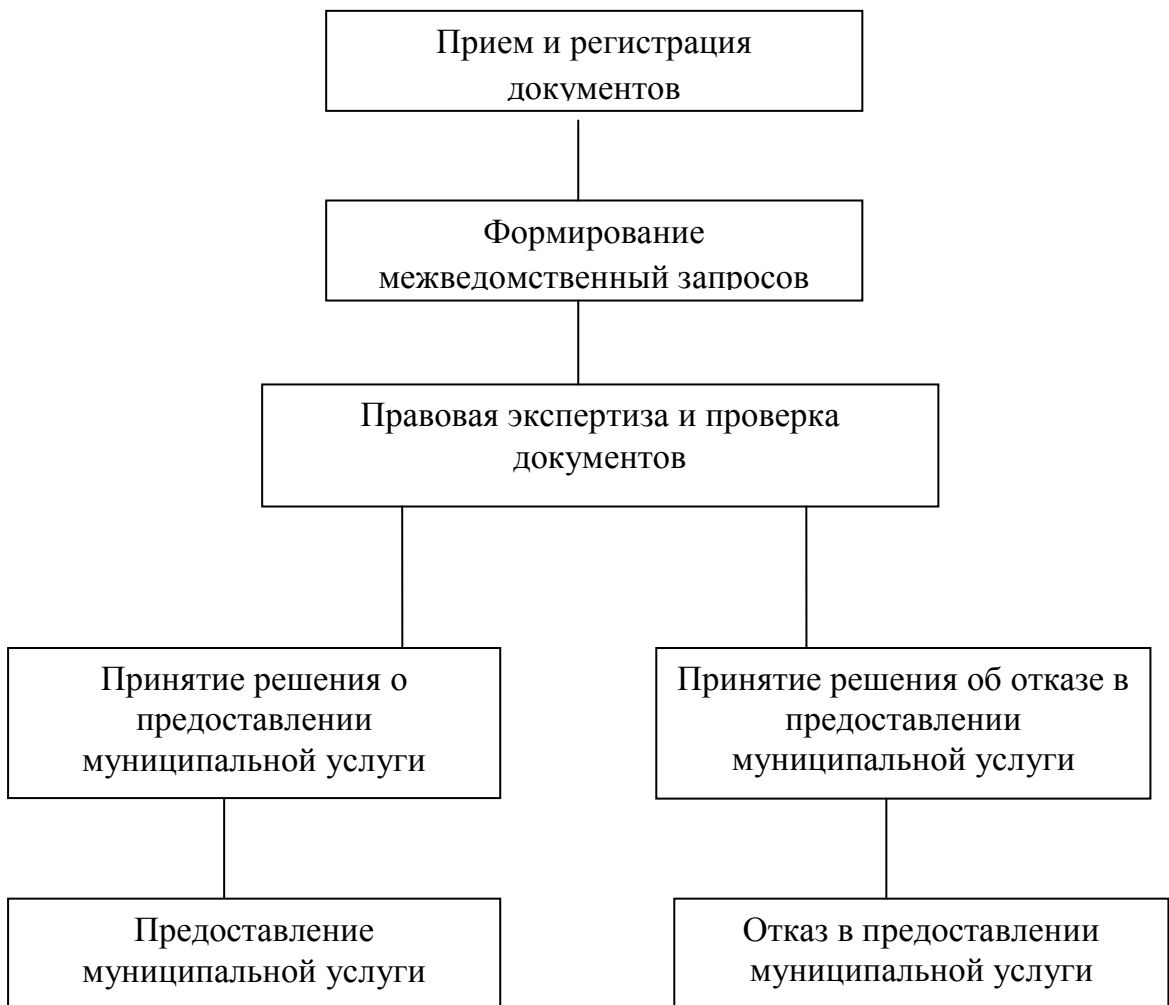 Прием и регистрация
документов
Формирование
межведомственный запросов
Правовая экспертиза и проверка
документов
Принятие решения о
предоставлении
муниципальной услуги
Принятие решения об отказе в
предоставлении
муниципальной услуги
Предоставление
муниципальной услуги
Отказ в предоставлении
муниципальной услуги